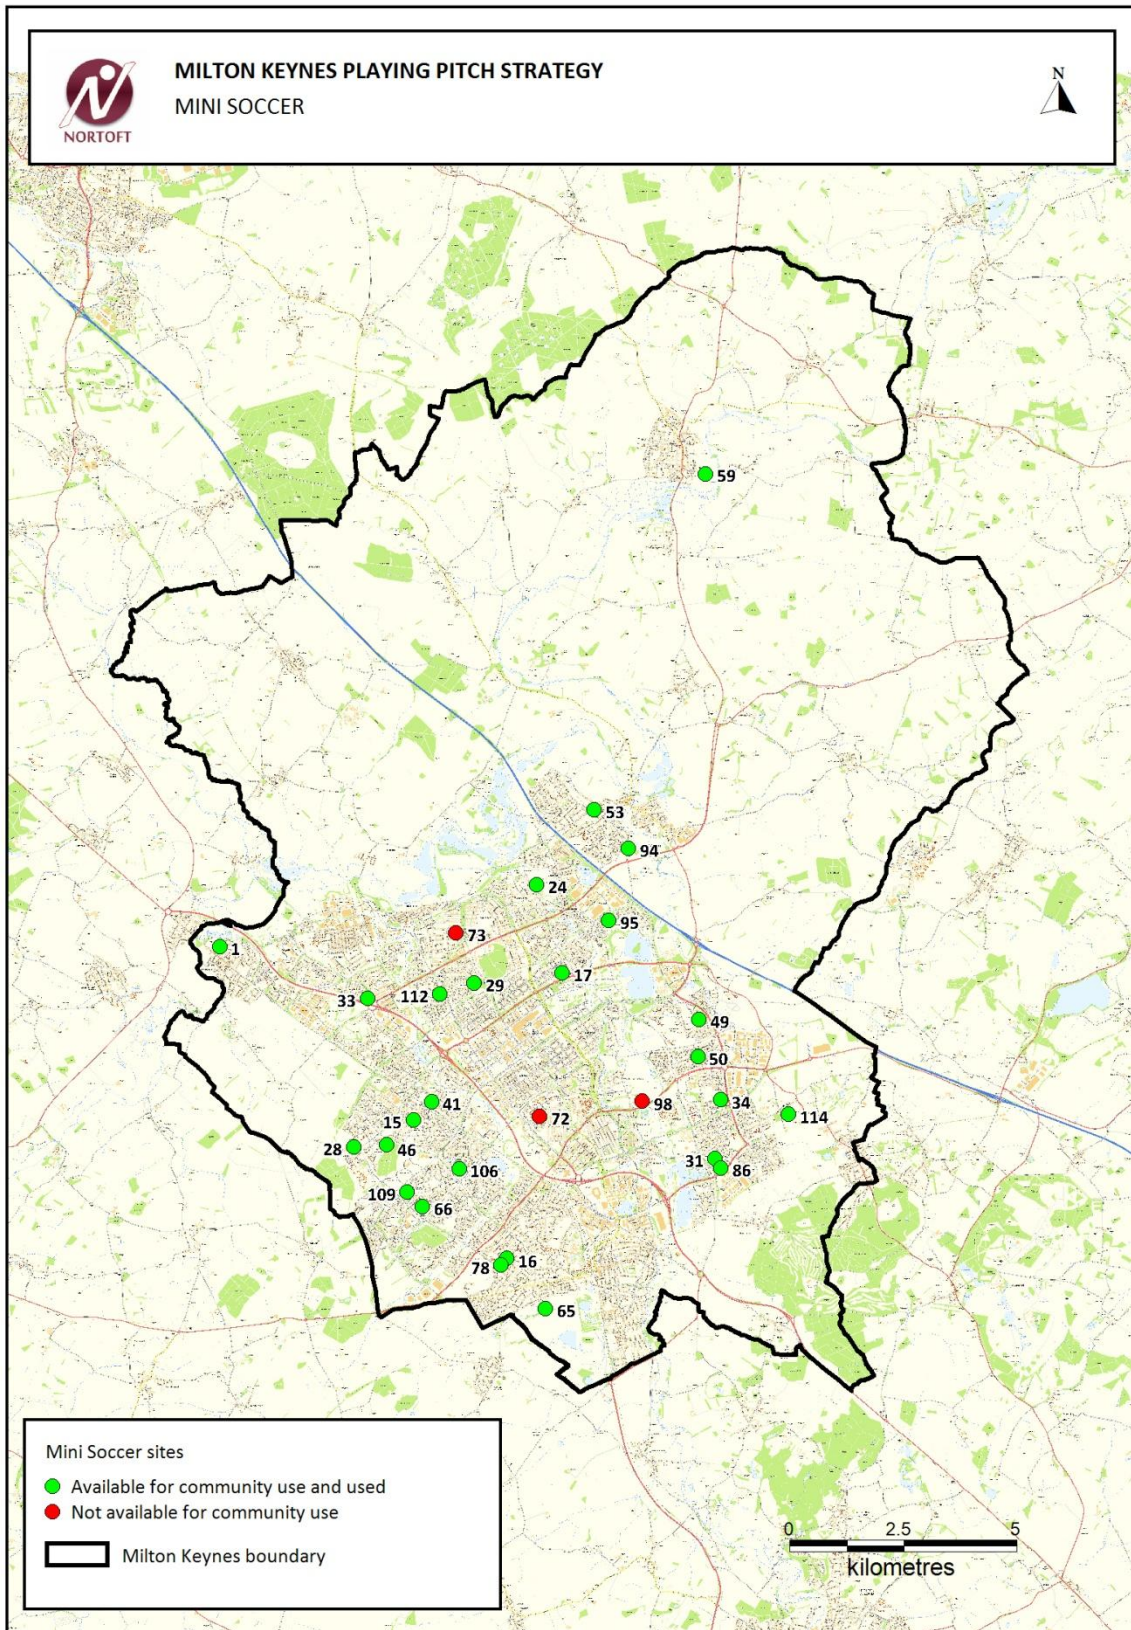 MILTON KEYNES PLAYING PITCH STRATEGY
MINI SOCCER
NORTOFT
N
59
53
94
24
95
73
1
17
29
112
33
49
50
41
98
34
15
72
114
28
46
31
106
86
109
66
16
78
65
Mini Soccer sites
Available for community use and used
Not available for community use
Milton Keynes boundary
0 2.5 5
kilometres